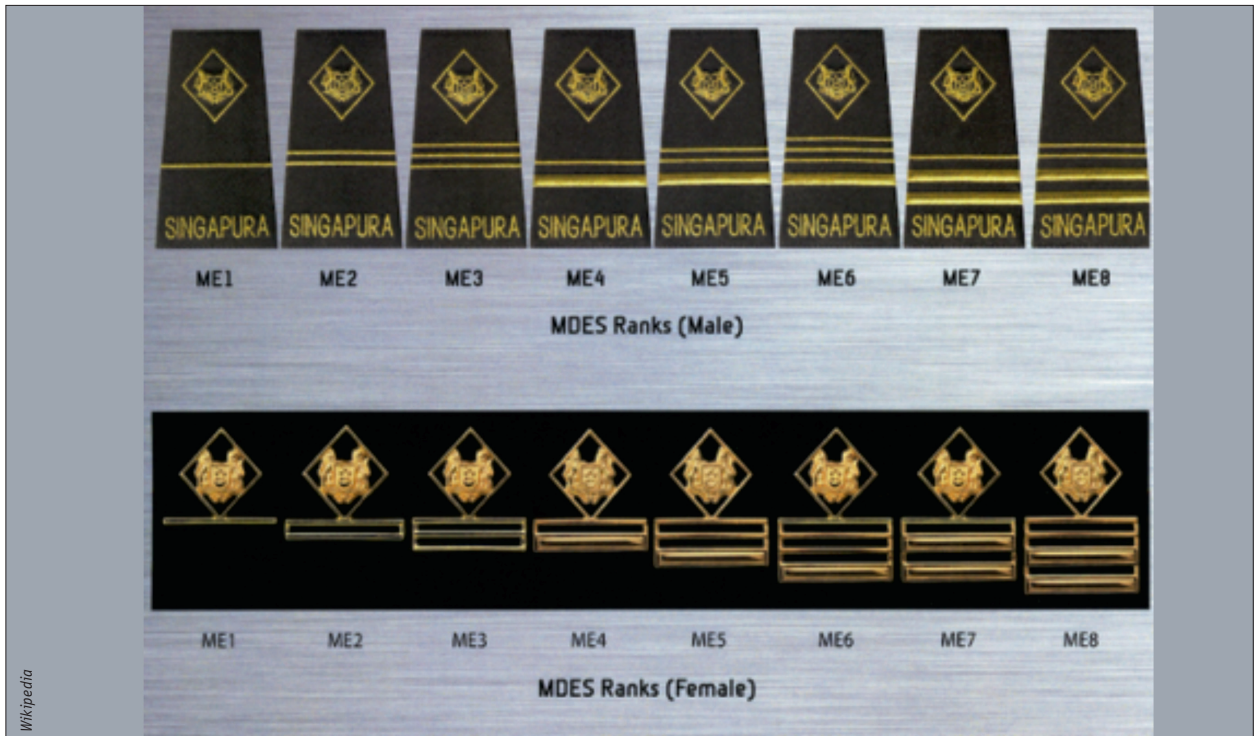 SINGAPURA SINGAPURA SINGAPURA SINGAPURA SINGAPURA SINGAPURA SINGAPURA SINGAPURA
ME1 ME2 ME3 ME4 ME5 ME6 ME7 ME8
MDES Ranks (Male)
ME1 ME2 ME3 ME4 ME5 ME6 ME7 ME8
MDES Ranks (Female)
Wikipedia